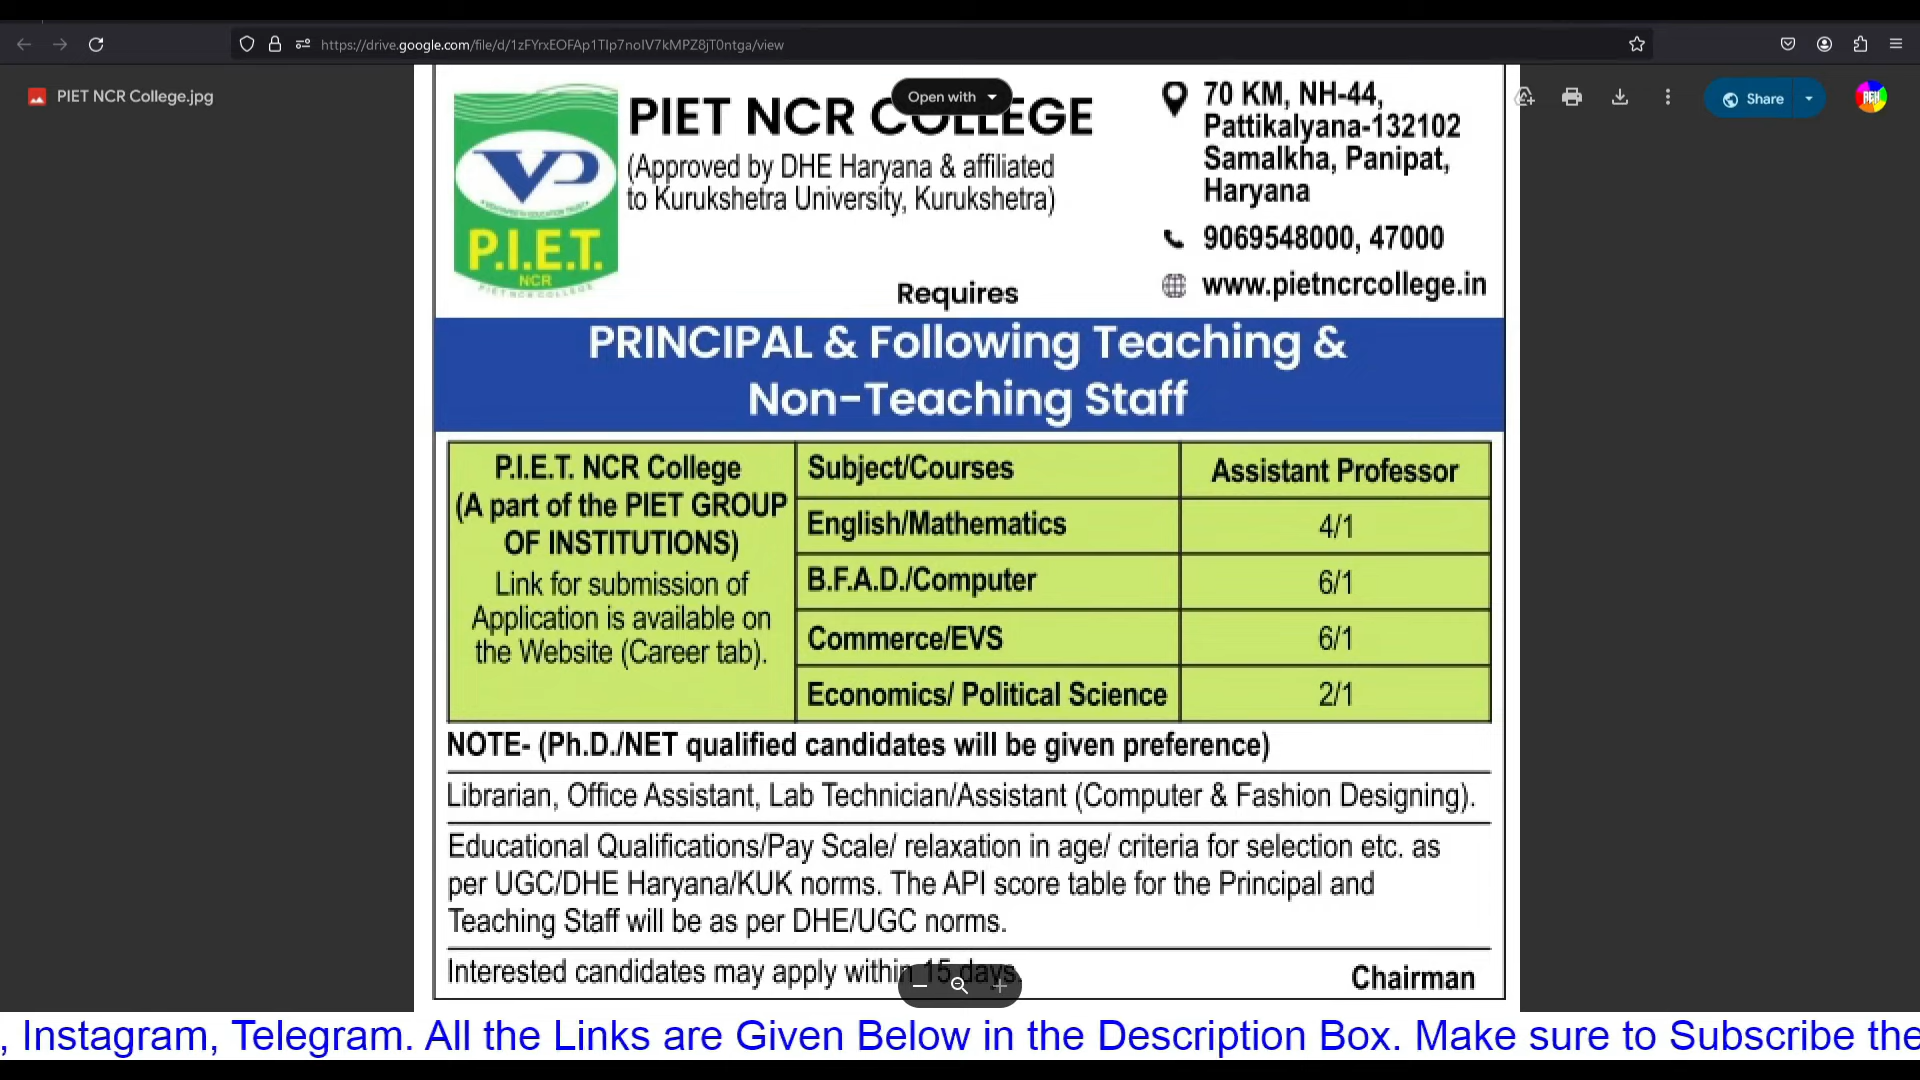 https://drive.google.com/file/d/1zFYrxEOFAp1TIp7noIV7kMPZ8jT0ntga/view
PIET NCR College.jpg
Open with
Share
VP
P.I.E.T.
NCR
PIET NCR COLLEGE
PIET NCR COLLEGE
(Approved by DHE Haryana & affiliated
to Kurukshetra University, Kurukshetra)
70 KM, NH-44,
Pattikalyana-132102
Samalkha, Panipat,
Haryana
9069548000, 47000
www.pietncrcollege.in
Requires
PRINCIPAL & Following Teaching &
Non-Teaching Staff
P.I.E.T. NCR College
(A part of the PIET GROUP
OF INSTITUTIONS)
Link for submission of
Application is available on
the Website (Career tab).
Subject/Courses Assistant Professor
English/Mathematics 4/1
B.F.A.D./Computer 6/1
Commerce/EVS 6/1
Economics/ Political Science 2/1
NOTE- (Ph.D./NET qualified candidates will be given preference)
Librarian, Office Assistant, Lab Technician/Assistant (Computer & Fashion Designing).
Educational Qualifications/Pay Scale/ relaxation in age/ criteria for selection etc. as
per UGC/DHE Haryana/KUK norms. The API score table for the Principal and
Teaching Staff will be as per DHE/UGC norms.
Interested candidates may apply within 15 days.
Chairman
, Instagram, Telegram. All the Links are Given Below in the Description Box. Make sure to Subscribe the